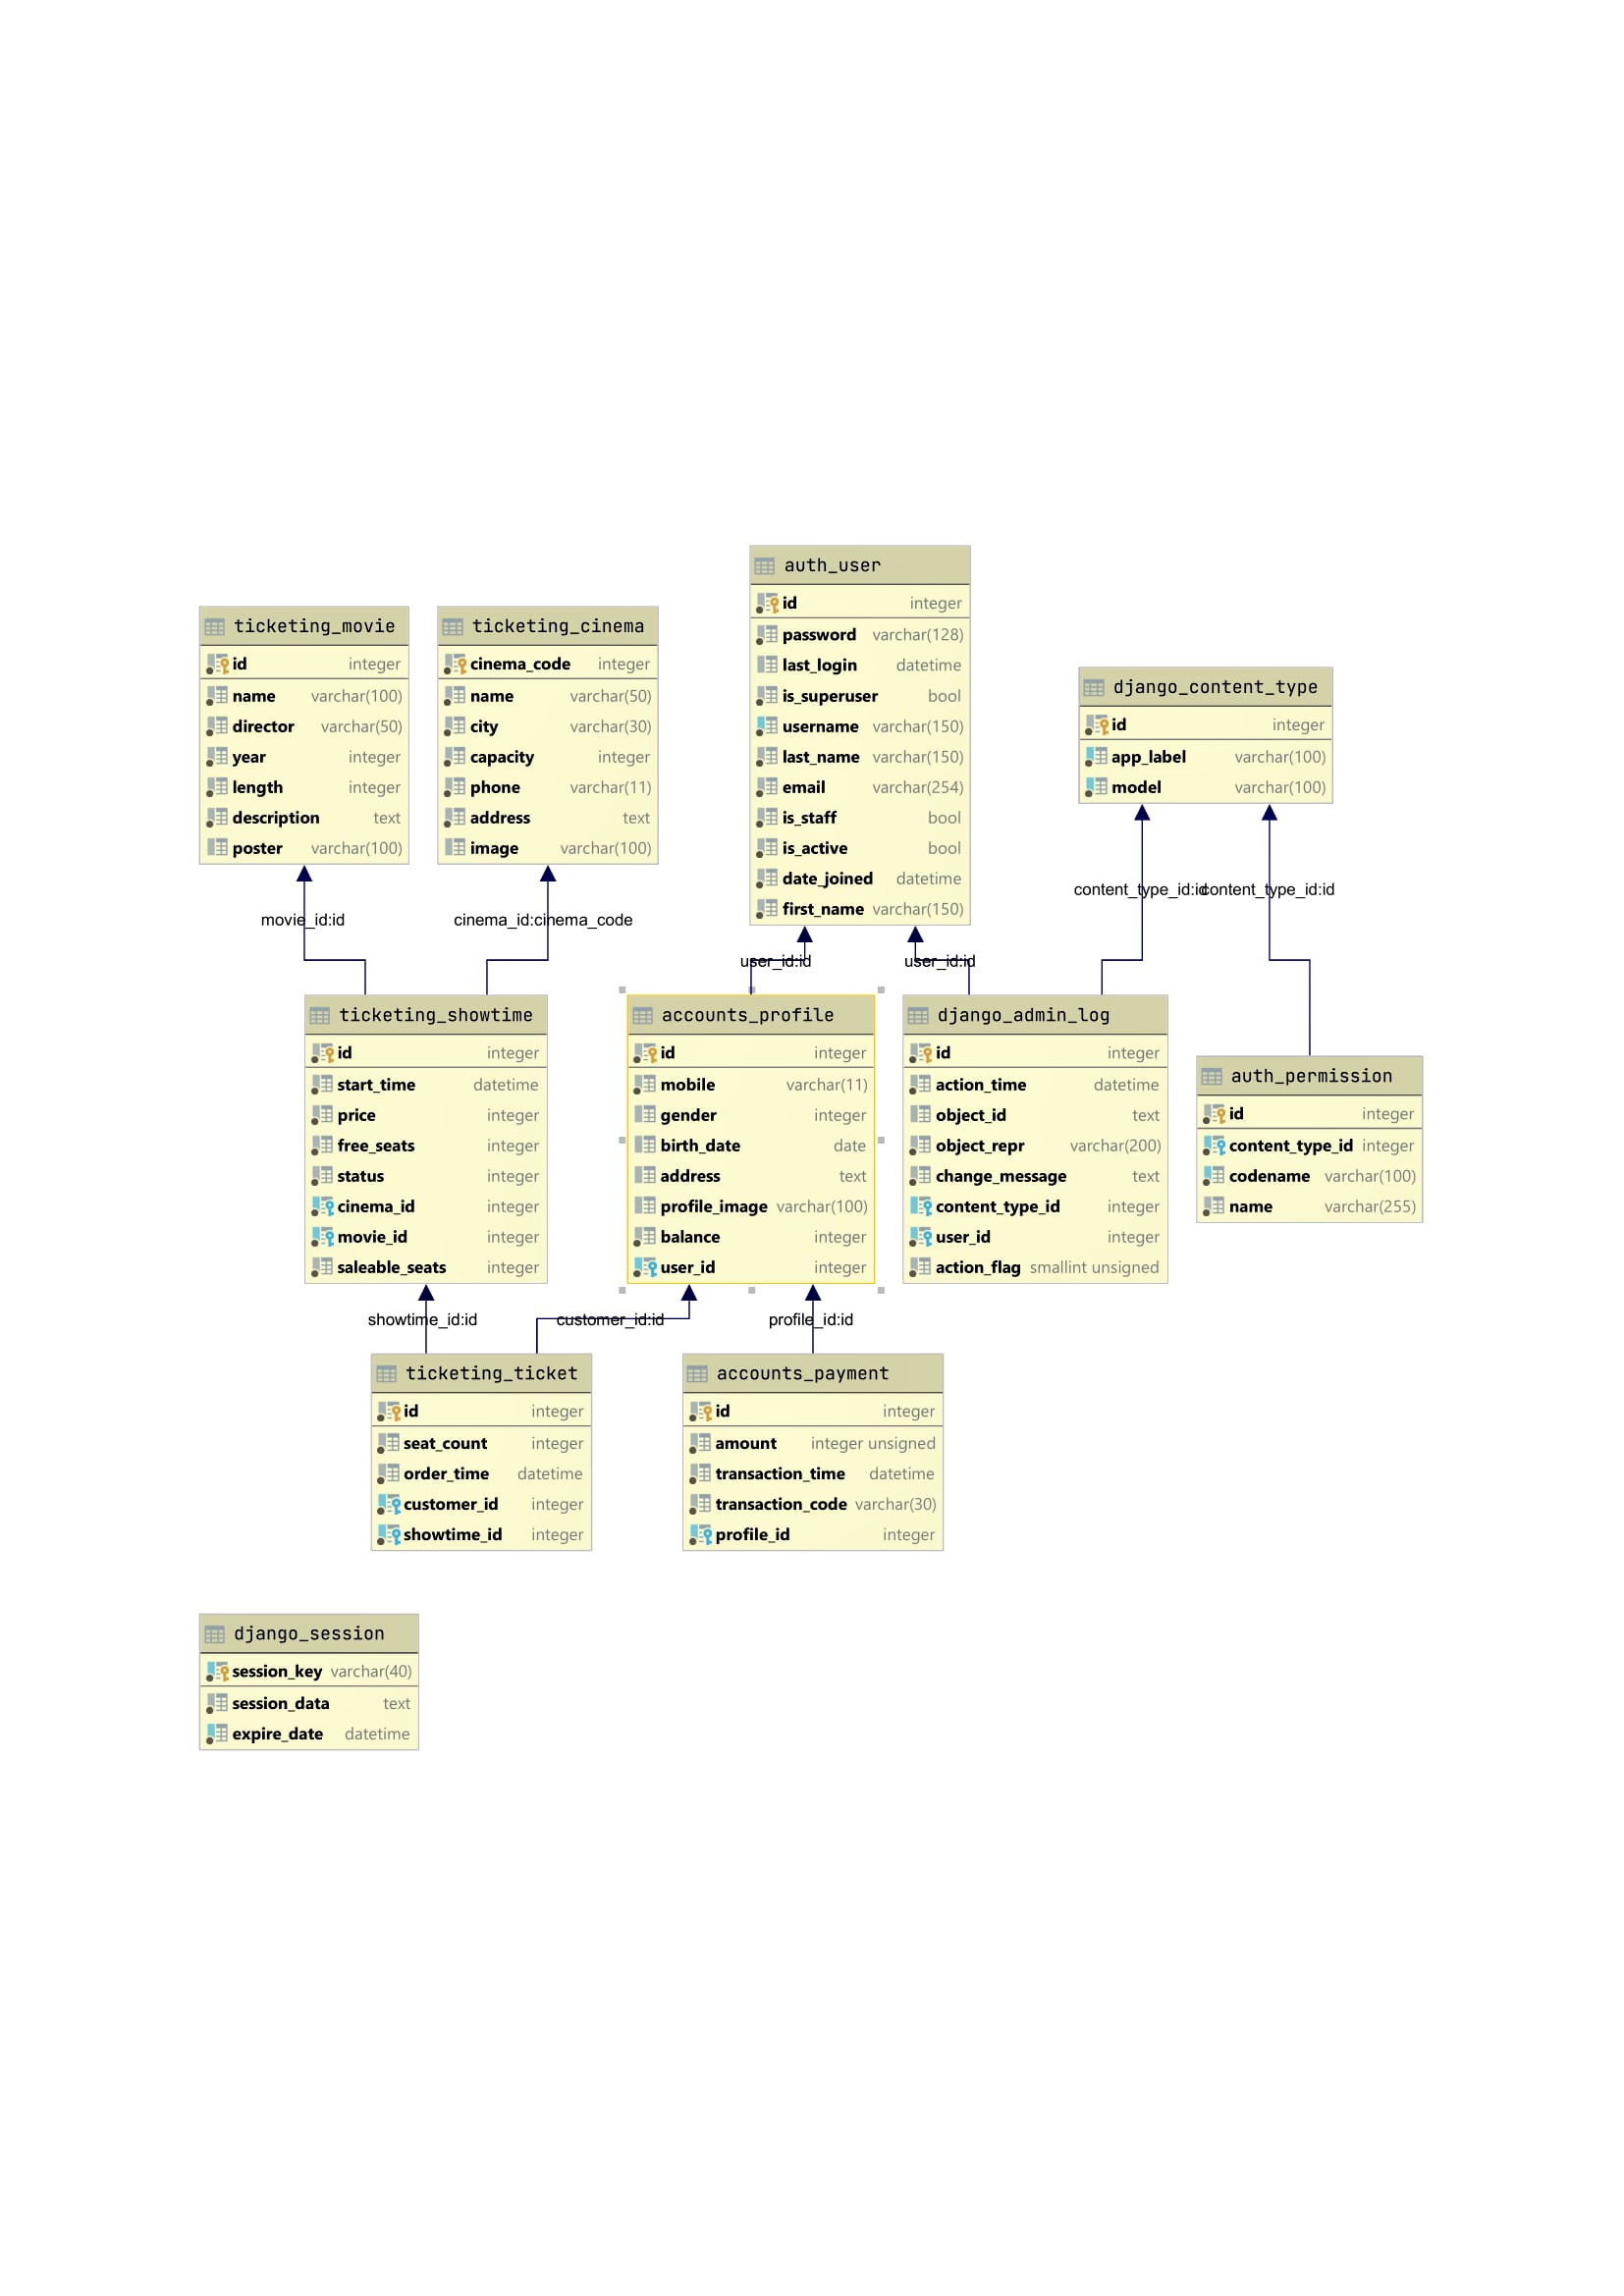 auth_user
id integer
password varchar(128)
last_login datetime
is_superuser bool
username varchar(150)
last_name varchar(150)
email varchar(254)
is_staff bool
is_active bool
date_joined datetime
first_name varchar(150)
ticketing_movie
id integer
name varchar(100)
director varchar(50)
year integer
length integer
description text
poster varchar(100)
ticketing_cinema
cinema_code integer
name varchar(50)
city varchar(30)
capacity integer
phone varchar(11)
address text
image varchar(100)
django_content_type
id integer
app_label varchar(100)
model varchar(100)
movie_id:id
cinema_id:cinema_code
user_id:id
user_id:id
content_type_id:id
content_type_id:id
ticketing_showtime
id integer
start_time datetime
price integer
free_seats integer
status integer
cinema_id integer
movie_id integer
saleable_seats integer
accounts_profile
id integer
mobile varchar(11)
gender integer
birth_date date
address text
profile_image varchar(100)
balance integer
user_id integer
django_admin_log
id integer
action_time datetime
object_id text
object_repr varchar(200)
change_message text
content_type_id integer
user_id integer
action_flag smallint unsigned
auth_permission
id integer
content_type_id integer
codename varchar(100)
name varchar(255)
showtime_id:id
customer_id:id
profile_id:id
ticketing_ticket
id integer
seat_count integer
order_time datetime
customer_id integer
showtime_id integer
accounts_payment
id integer
amount integer unsigned
transaction_time datetime
transaction_code varchar(30)
profile_id integer
django_session
session_key varchar(40)
session_data text
expire_date datetime